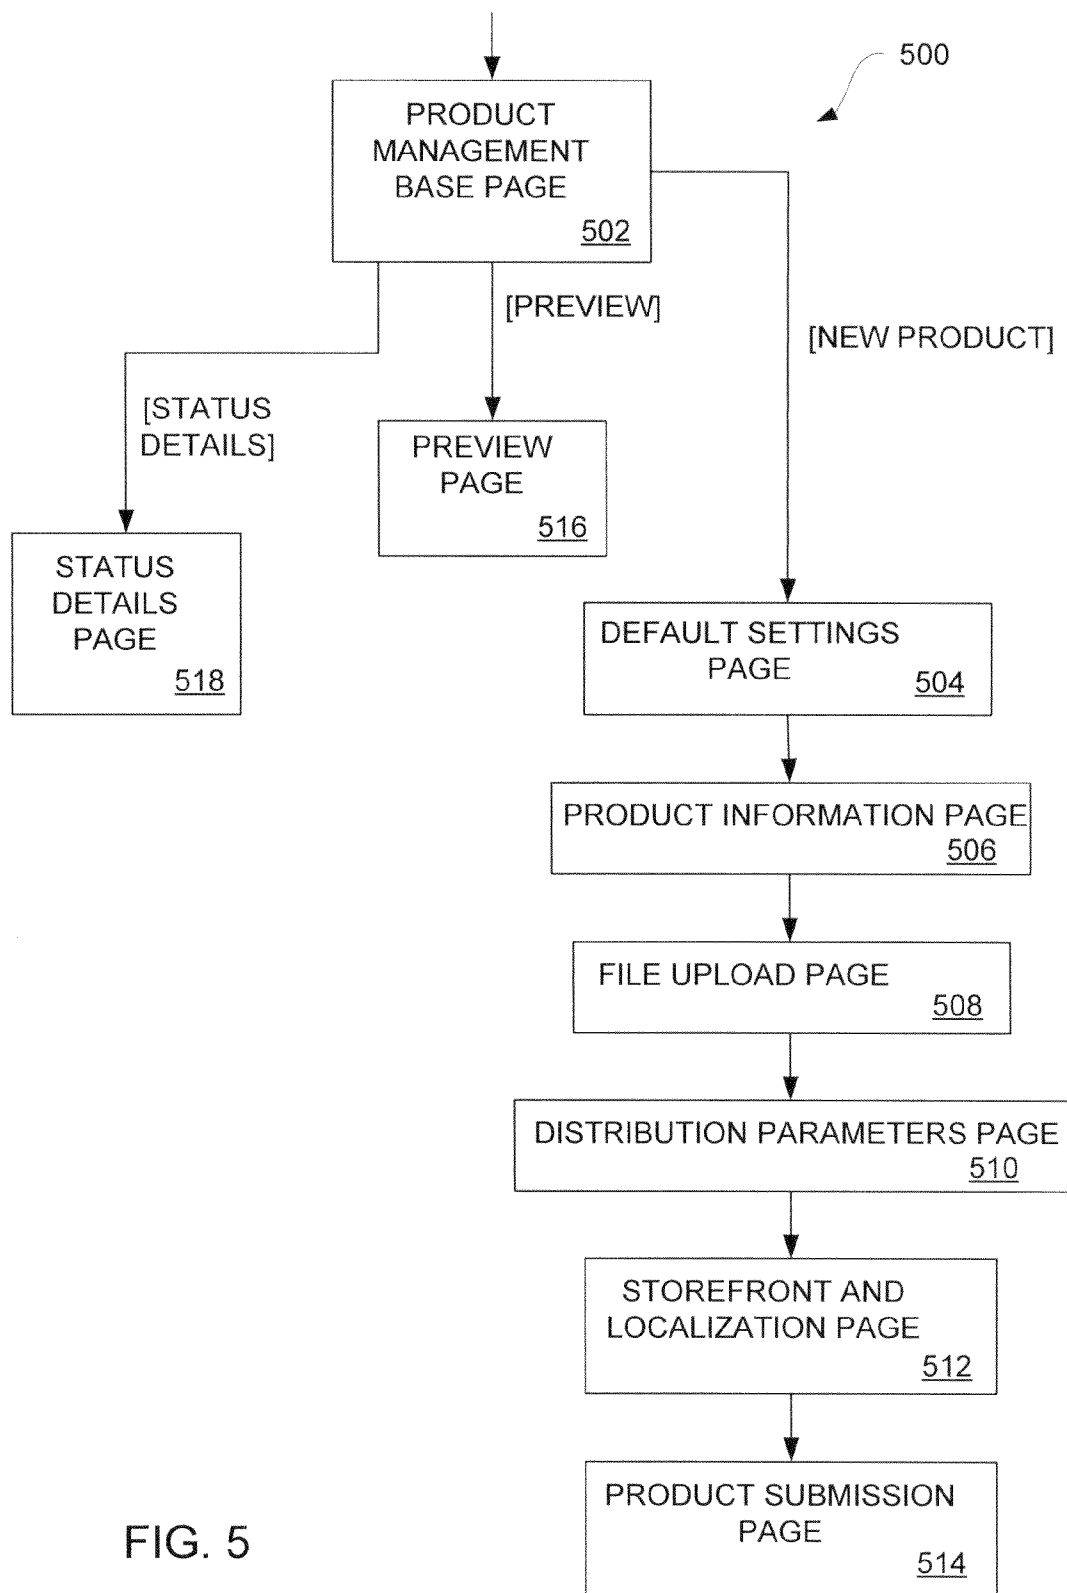 500
PRODUCT
MANAGEMENT
BASE PAGE
502
[PREVIEW]
[NEW PRODUCT]
[STATUS
DETAILS]
PREVIEW
PAGE
516
STATUS
DETAILS
PAGE
518
DEFAULT SETTINGS
PAGE
504
PRODUCT INFORMATION PAGE
506
FILE UPLOAD PAGE
508
DISTRIBUTION PARAMETERS PAGE
510
STOREFRONT AND
LOCALIZATION PAGE
512
PRODUCT SUBMISSION
PAGE
514
FIG. 5